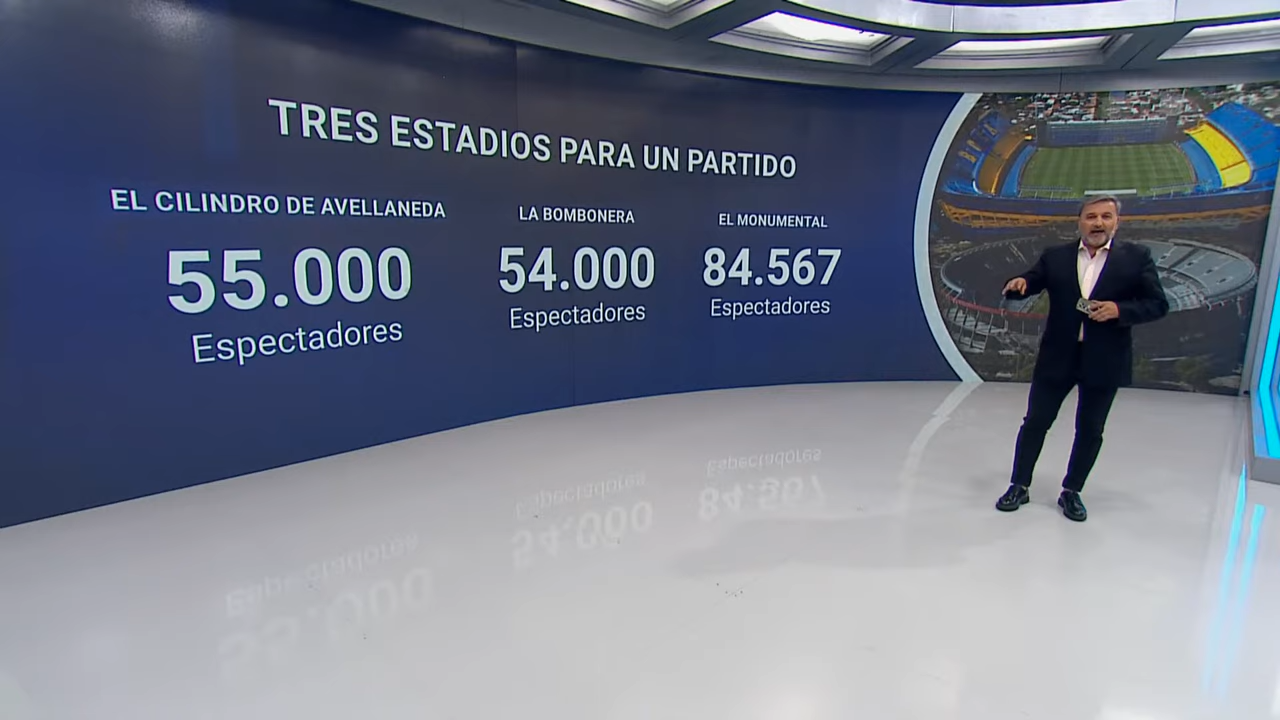 TRES ESTADIOS PARA UN PARTIDO
EL CILINDRO DE AVELLANEDA
55.000
Espectadores
LA BOMBONERA
54.000
Espectadores
EL MONUMENTAL
84.567
Espectadores